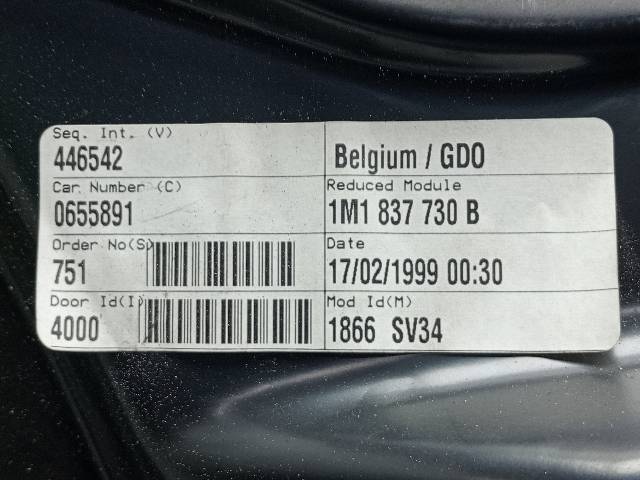 Seq. Int. (V)
446542
Belgium / GDO
Car Number (C)
0655891
Reduced Module
1M1 837 730 B
Order No(S)
751
Date
17/02/1999 00:30
Door Id(I)
4000
Mod Id(M)
1866 SV34